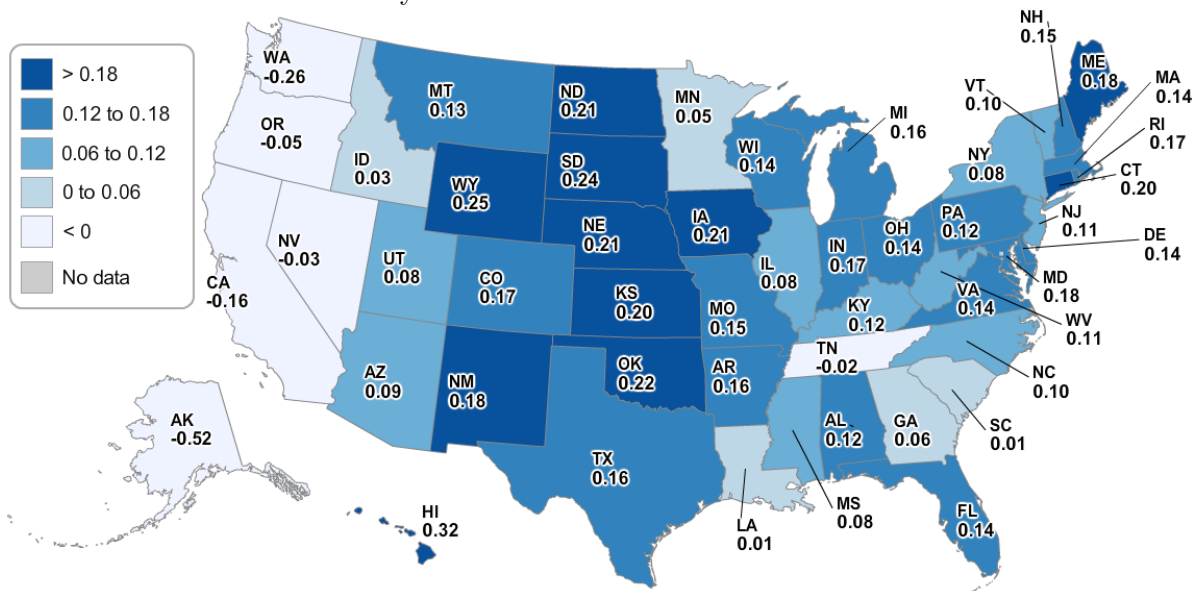 > 0.18
0.12 to 0.18
0.06 to 0.12
0 to 0.06
< 0
No data
WA
-0.26
OR
-0.05
CA
-0.16
NV
-0.03
ID
0.03
MT
0.13
WY
0.25
UT
0.08
AZ
0.09
CO
0.17
NM
0.18
ND
0.21
SD
0.24
NE
0.21
KS
0.20
OK
0.22
TX
0.16
MN
0.05
IA
0.21
MO
0.15
AR
0.16
LA
0.01
WI
0.14
IL
0.08
MI
0.16
IN
0.17
OH
0.14
KY
0.12
TN
-0.02
MS
0.08
AL
0.12
GA
0.06
FL
0.14
SC
0.01
NC
0.10
VA
0.14
WV
0.11
MD
0.18
DE
0.14
PA
0.12
NJ
0.11
NY
0.08
CT
0.20
RI
0.17
MA
0.14
VT
0.10
NH
0.15
ME
0.18
AK
-0.52
HI
0.32